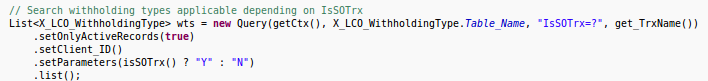 // Search withholding types applicable depending on IsSOTrx
List<X_LCO_WithholdingType> wts = new Query(getCtx(), X_LCO_WithholdingType.Table_Name, "IsSOTrx=?", get_TrxName())
.setOnlyActiveRecords(true)
.setClient_ID()
.setParameters(isSOTrx() ? "Y" : "N")
.list();